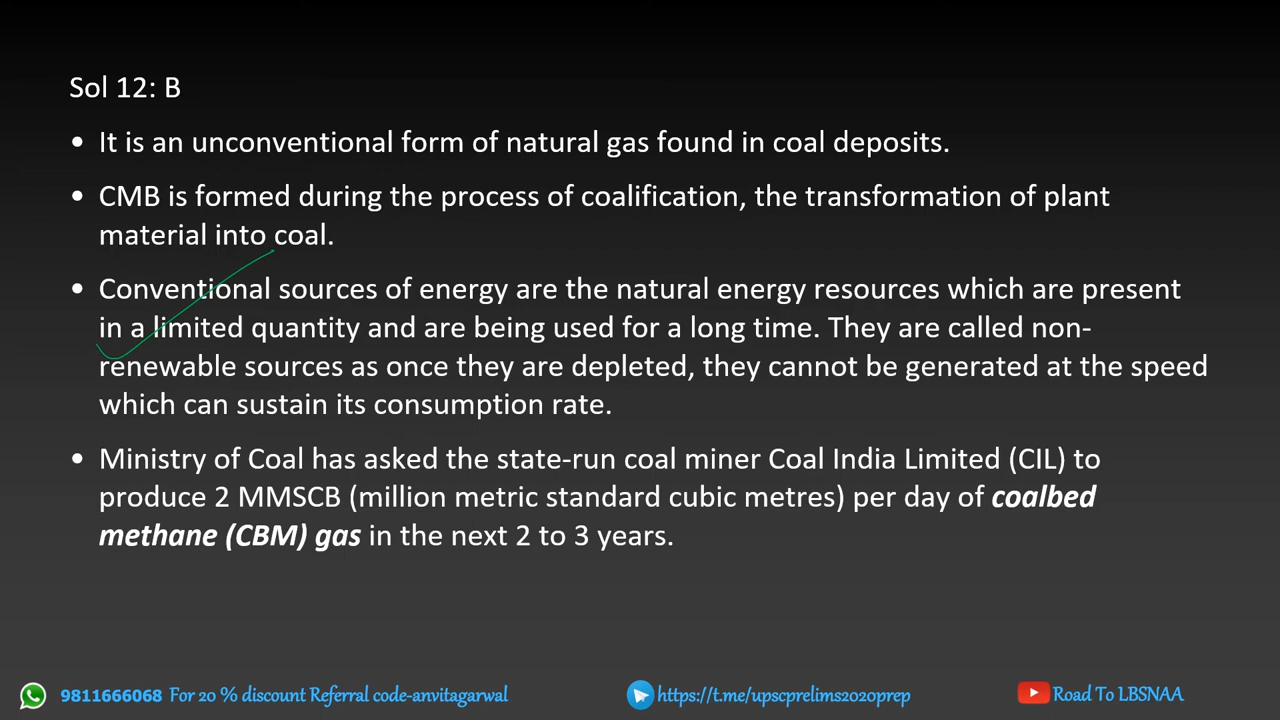 Sol 12: B
• It is an unconventional form of natural gas found in coal deposits.
• CMB is formed during the process of coalification, the transformation of plant
material into coal.
• Conventional sources of energy are the natural energy resources which are present
in a limited quantity and are being used for a long time. They are called non-
renewable sources as once they are depleted, they cannot be generated at the speed
which can sustain its consumption rate.
• Ministry of Coal has asked the state-run coal miner Coal India Limited (CIL) to
produce 2 MMSCB (million metric standard cubic metres) per day of coalbed
methane (CBM) gas in the next 2 to 3 years.
9811666068 For 20 % discount Referral code-anvitagarwal https://t.me/upscprelims2020prep Road To LBSNAA